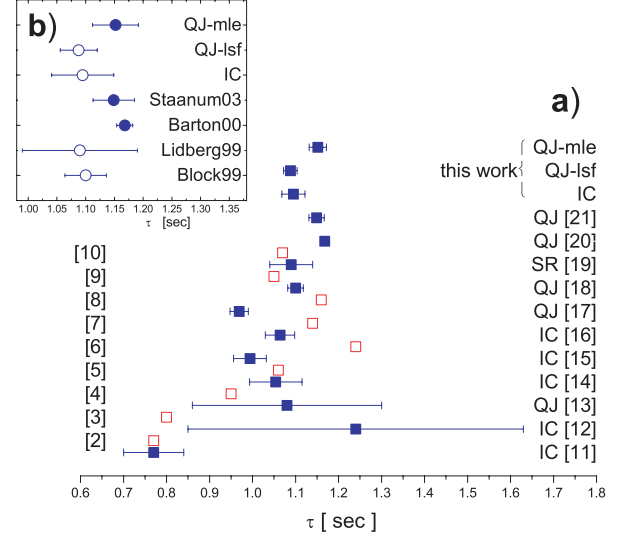 b)
QJ-mle
QJ-lsf
IC
Staanum03
Barton00
Lidberg99
Block99
1.00 1.05 1.10 1.15 1.20 1.25 1.30 1.35
τ [sec]
a)
this work
QJ-mle
QJ-lsf
IC
QJ [21]
QJ [20]
SR [19]
QJ [18]
QJ [17]
IC [16]
IC [15]
IC [14]
QJ [13]
IC [12]
IC [11]
[10]
[9]
[8]
[7]
[6]
[5]
[4]
[3]
[2]
0.6 0.7 0.8 0.9 1.0 1.1 1.2 1.3 1.4 1.5 1.6 1.7 1.8
τ [ sec ]